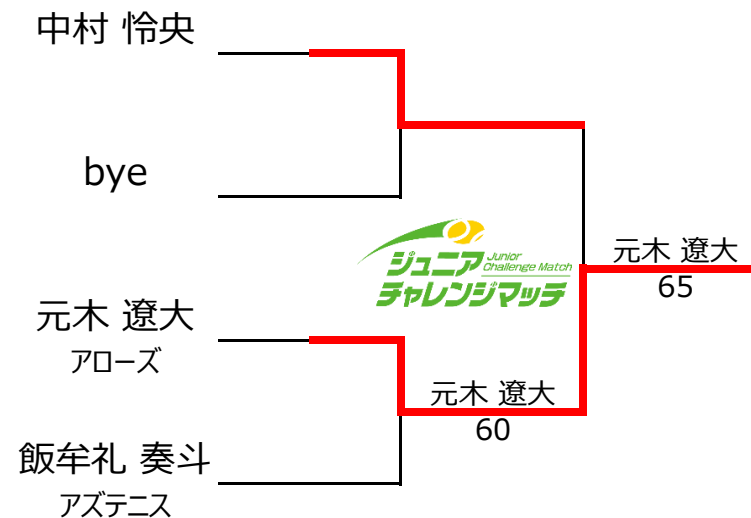 中村 怜央
bye
ジュニア
Junior
Challenge Match
チャレンジマッチ
元木 遼大
65
元木 遼大
アローズ
元木 遼大
60
飯牟礼 奏斗
アズテニス